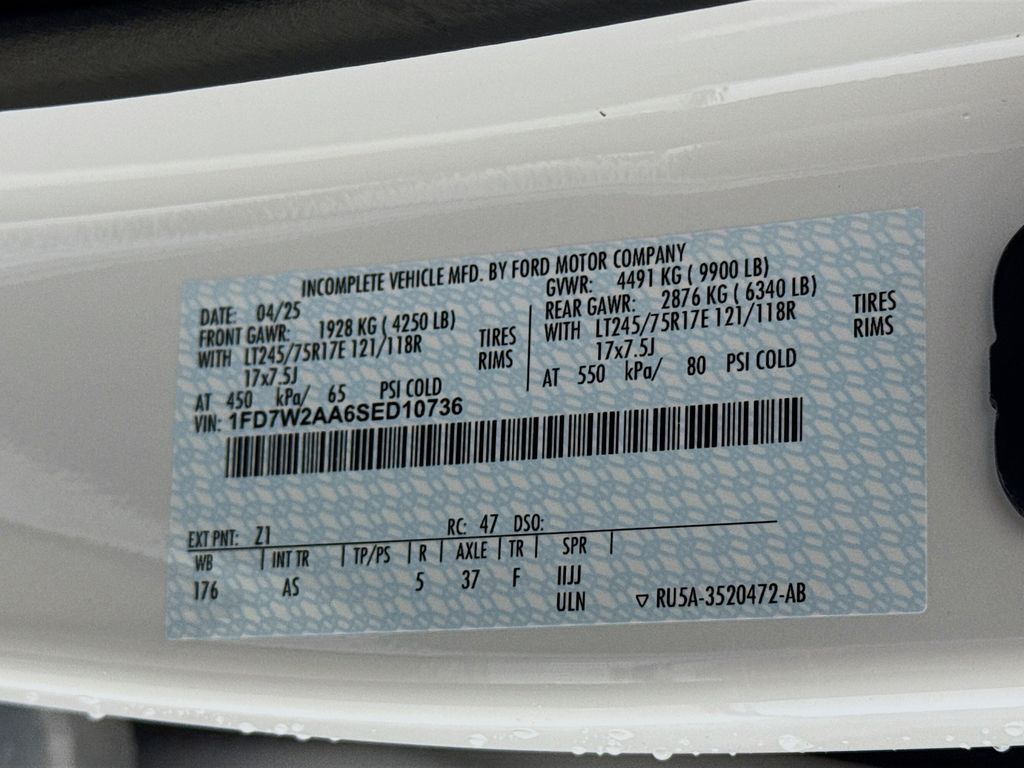 INCOMPLETE VEHICLE MFD. BY FORD MOTOR COMPANY
DATE: 04/25 GVWR: 4491 KG ( 9900 LB)
FRONT GAWR: 1928 KG ( 4250 LB) REAR GAWR: 2876 KG ( 6340 LB)
WITH LT245/75R17E 121/118R TIRES WITH LT245/75R17E 121/118R TIRES
17x7.5J RIMS 17x7.5J RIMS
AT 450 kPa/ 65 PSI COLD AT 550 kPa/ 80 PSI COLD
VIN: 1FD7W2AA6SED10736
EXT PNT: Z1 RC: 47 DSO:
WB INT TR TP/PS R AXLE TR SPR
176 AS 5 37 F IIJJ
ULN ▽ RU5A-3520472-AB